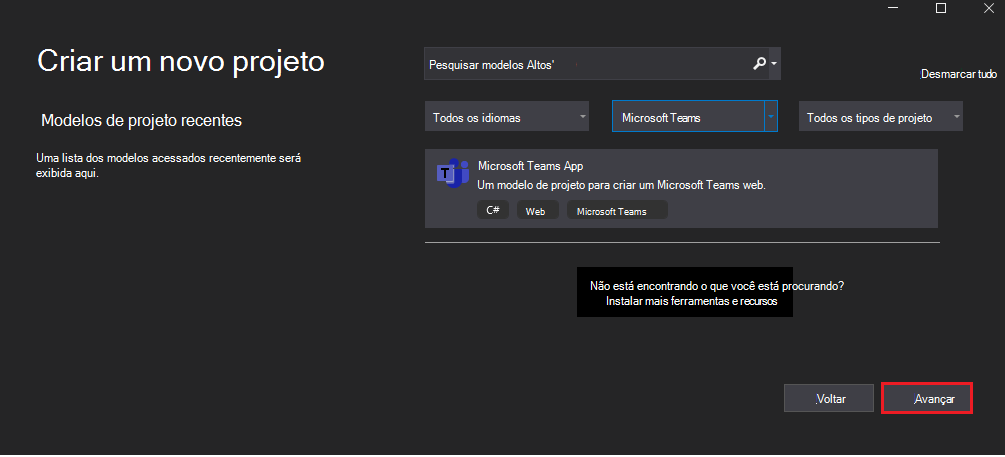 Criar um novo projeto
Pesquisar modelos Altos'
Desmarcar tudo
Modelos de projeto recentes
Todos os idiomas
Microsoft Teams
Todos os tipos de projeto
Uma lista dos modelos acessados recentemente será
exibida aqui.
T
Microsoft Teams App
Um modelo de projeto para criar um Microsoft Teams web.
C#
Web
Microsoft Teams
Não está encontrando o que você está procurando?
Instalar mais ferramentas e recursos
Voltar
Avançar